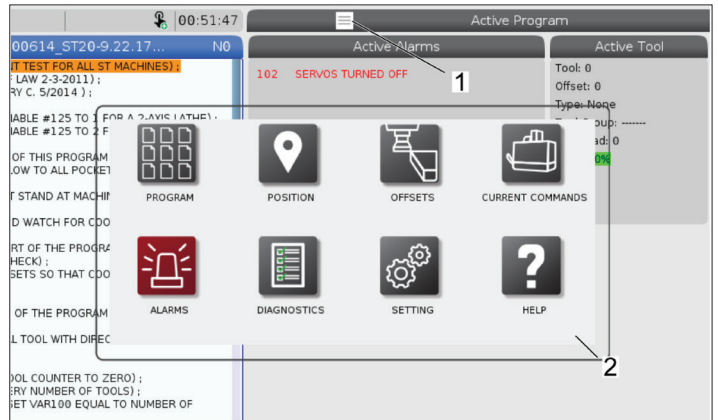 00:51:47
Active Program
00614_ST20-9.22.17... N0
Active Alarms
Active Tool
IT TEST FOR ALL ST MACHINES) ;
LAW 2-3-2011) ;
RY C. 5/2014 ) ;
102 SERVOS TURNED OFF
1
Tool: 0
Offset: 0
Type: None
oup: -------
ad: 0
0%
IABLE #125 TO 1 FOR A 2-AXIS LATHE) ;
IABLE #125 TO 2 F
OF THIS PROGRAM
LOW TO ALL POCKET
T STAND AT MACHIN
D WATCH FOR COO
RT OF THE PROGRA
HECK) ;
SETS SO THAT COO
OF THE PROGRAM
L TOOL WITH DIREC
OOL COUNTER TO ZERO) ;
ERY NUMBER OF TOOLS) ;
SET VAR100 EQUAL TO NUMBER OF
PROGRAM
POSITION
OFFSETS
CURRENT COMMANDS
ALARMS
DIAGNOSTICS
SETTING
?
HELP
2